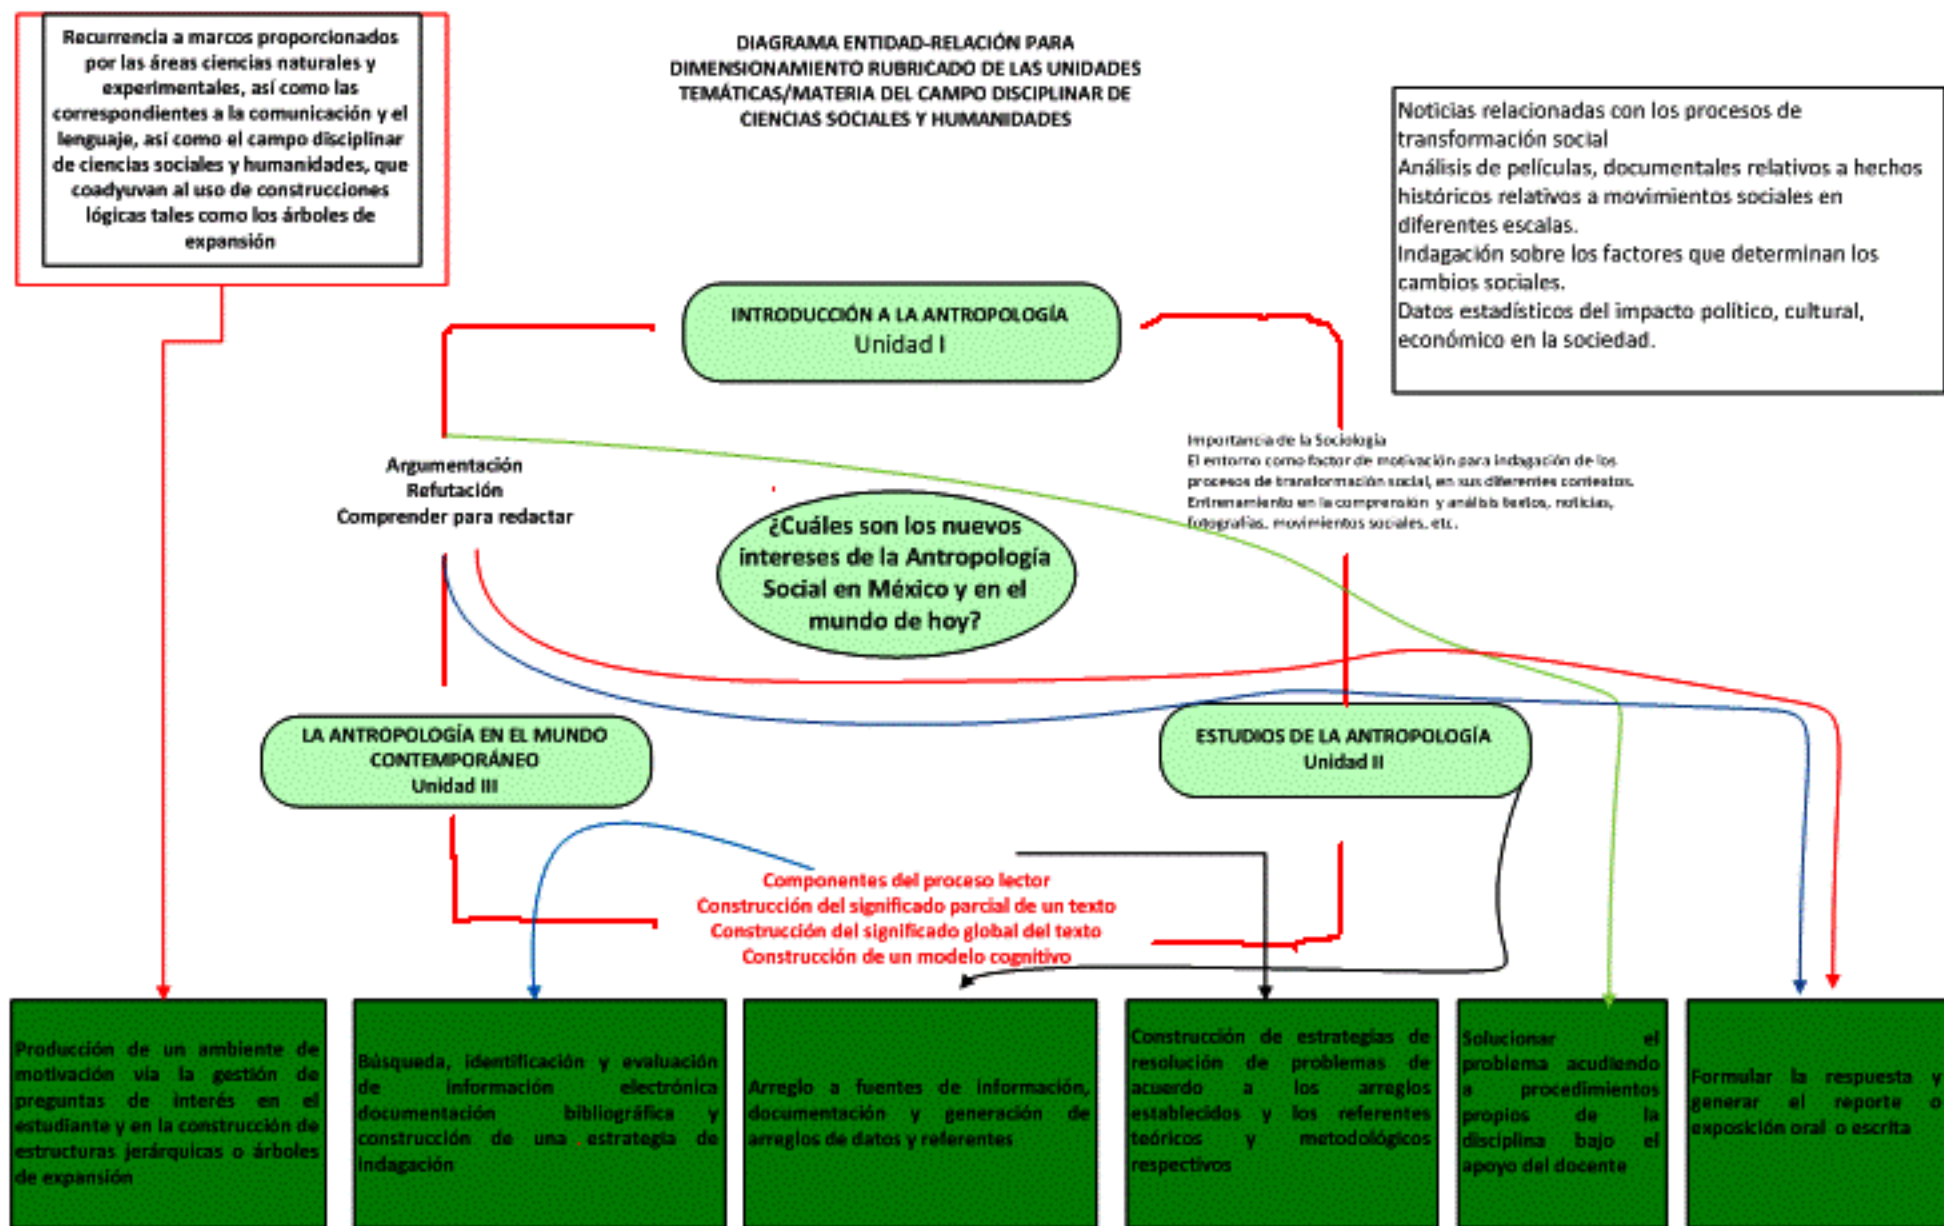 Recurrencia a marcos proporcionados
por las áreas ciencias naturales y
experimentales, así como las
correspondientes a la comunicación y el
lenguaje, así como el campo disciplinar
de ciencias sociales y humanidades, que
coadyuvan al uso de construcciones
lógicas tales como los árboles de
expansión
DIAGRAMA ENTIDAD-RELACIÓN PARA
DIMENSIONAMIENTO RUBRICADO DE LAS UNIDADES
TEMÁTICAS/MATERIA DEL CAMPO DISCIPLINAR DE
CIENCIAS SOCIALES Y HUMANIDADES
Noticias relacionadas con los procesos de
transformación social
Análisis de películas, documentales relativos a hechos
históricos relativos a movimientos sociales en
diferentes escalas.
Indagación sobre los factores que determinan los
cambios sociales.
Datos estadísticos del impacto político, cultural,
económico en la sociedad.
INTRODUCCIÓN A LA ANTROPOLOGÍA
Unidad I
Argumentación
Refutación
Comprender para redactar
¿Cuáles son los nuevos
intereses de la Antropología
Social en México y en el
mundo de hoy?
Importancia de la Sociología
El entorno como factor de motivación para indagación de los
procesos de transformación social, en sus diferentes contextos.
Entrenamiento en la comprensión y análisis textos, noticias,
fotografías, movimientos sociales, etc.
LA ANTROPOLOGÍA EN EL MUNDO
CONTEMPORÁNEO
Unidad III
ESTUDIOS DE LA ANTROPOLOGÍA
Unidad II
Componentes del proceso lector
Construcción del significado parcial de un texto
Construcción del significado global del texto
Construcción de un modelo cognitivo
Producción de un ambiente de
motivación vía la gestión de
preguntas de interés en el
estudiante y en la construcción de
estructuras jerárquicas o árboles
de expansión
Búsqueda, identificación y evaluación
de información electrónica
documentación bibliográfica y
construcción de una estrategia de
indagación
Arreglo a fuentes de información,
documentación y generación de
arreglos de datos y referentes
Construcción de estrategias de
resolución de problemas de
acuerdo a los arreglos
establecidos y los referentes
teóricos y metodológicos
respectivos
Solucionar el
problema acudiendo
a procedimientos
propios de la
disciplina bajo el
apoyo del docente
Formular la respuesta y
generar el reporte o
exposición oral o escrita